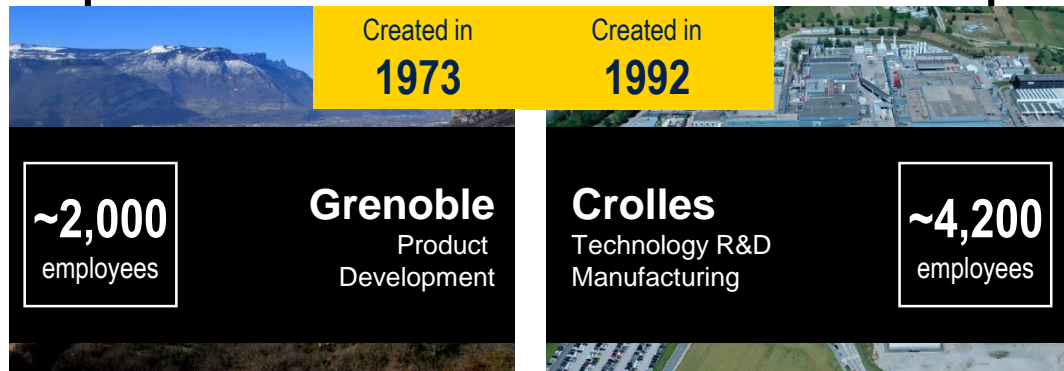 Created in
1973
~2,000
employees
Grenoble
Product
Development
Created in
1992
Crolles
Technology R&D
Manufacturing
~4,200
employees